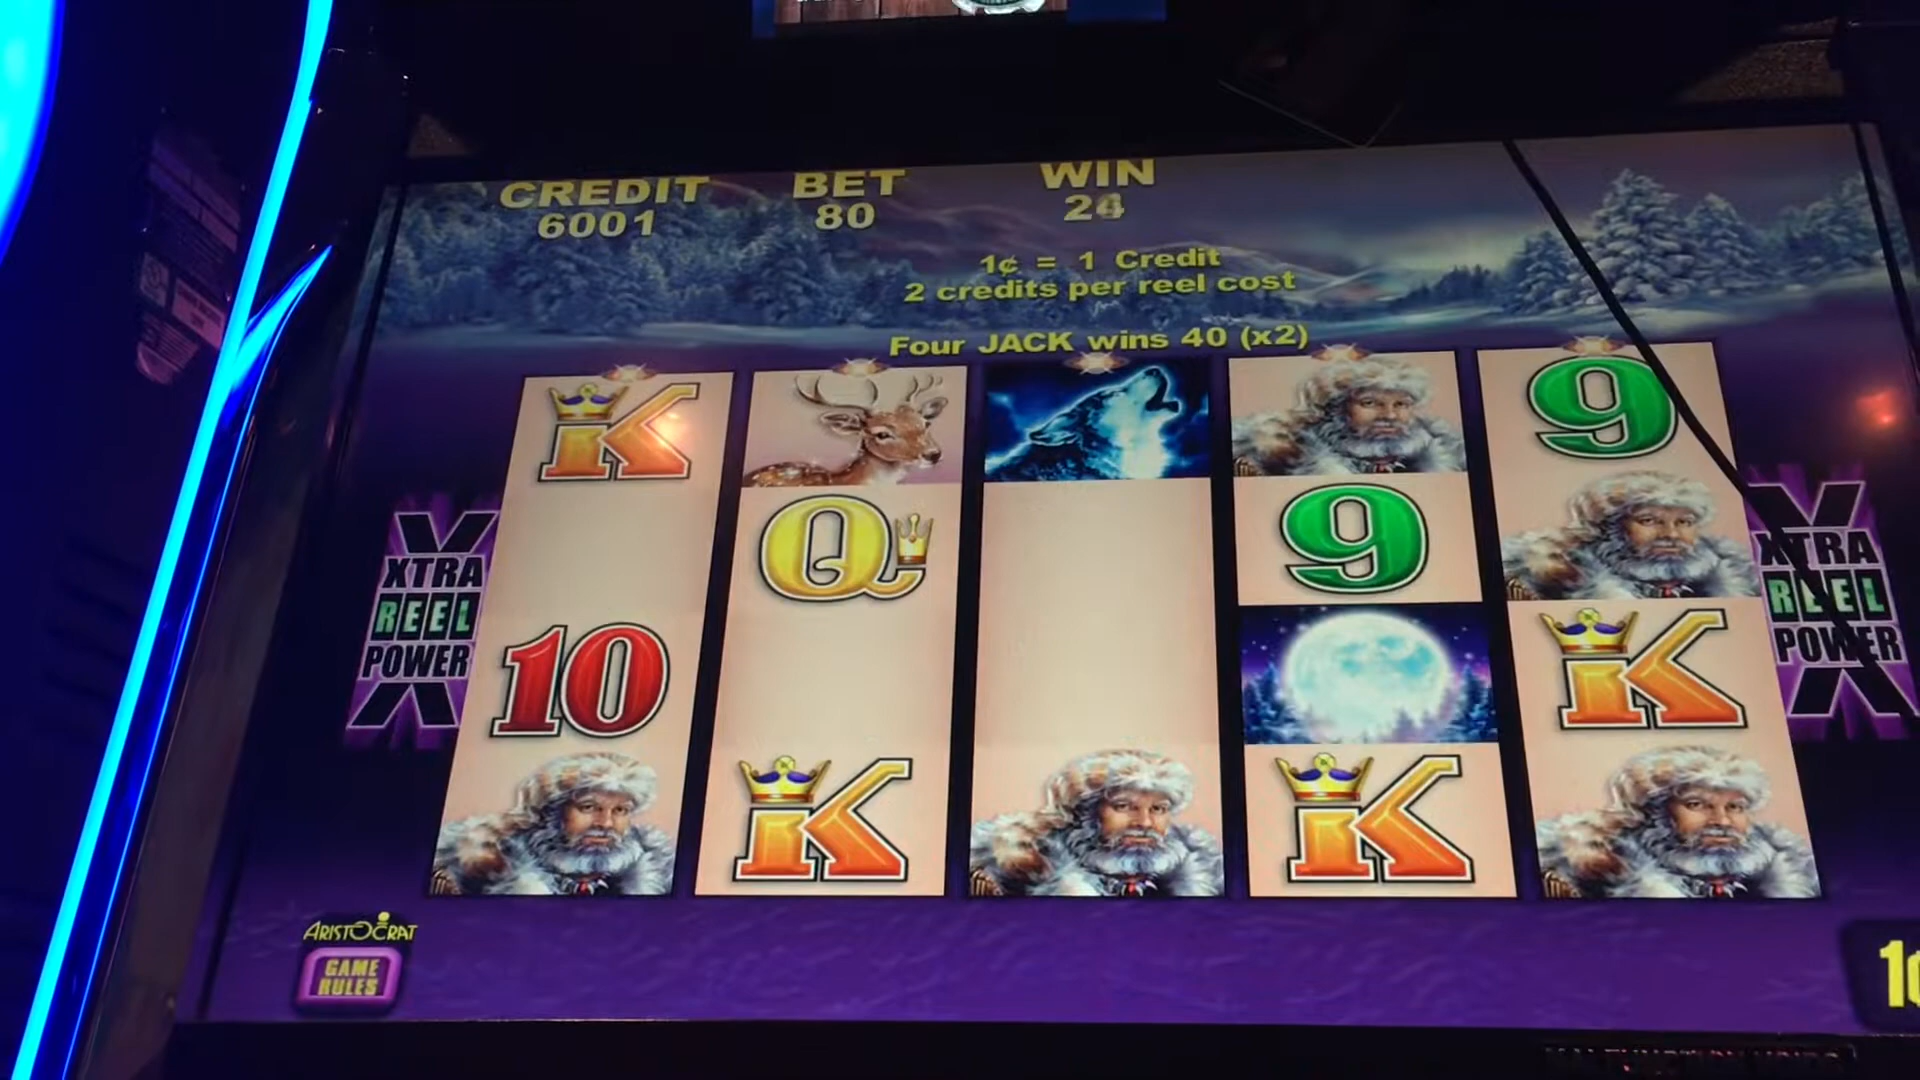 CREDIT BET WIN
6001 80 24
1¢ = 1 Credit
2 credits per reel cost
Four JACK wins 40 (x2)
K 9
Q 9
10 K
K K
XTRA
REEL
POWER
XTRA
REEL
POWER
ARISTOCRAT
GAME
RULES